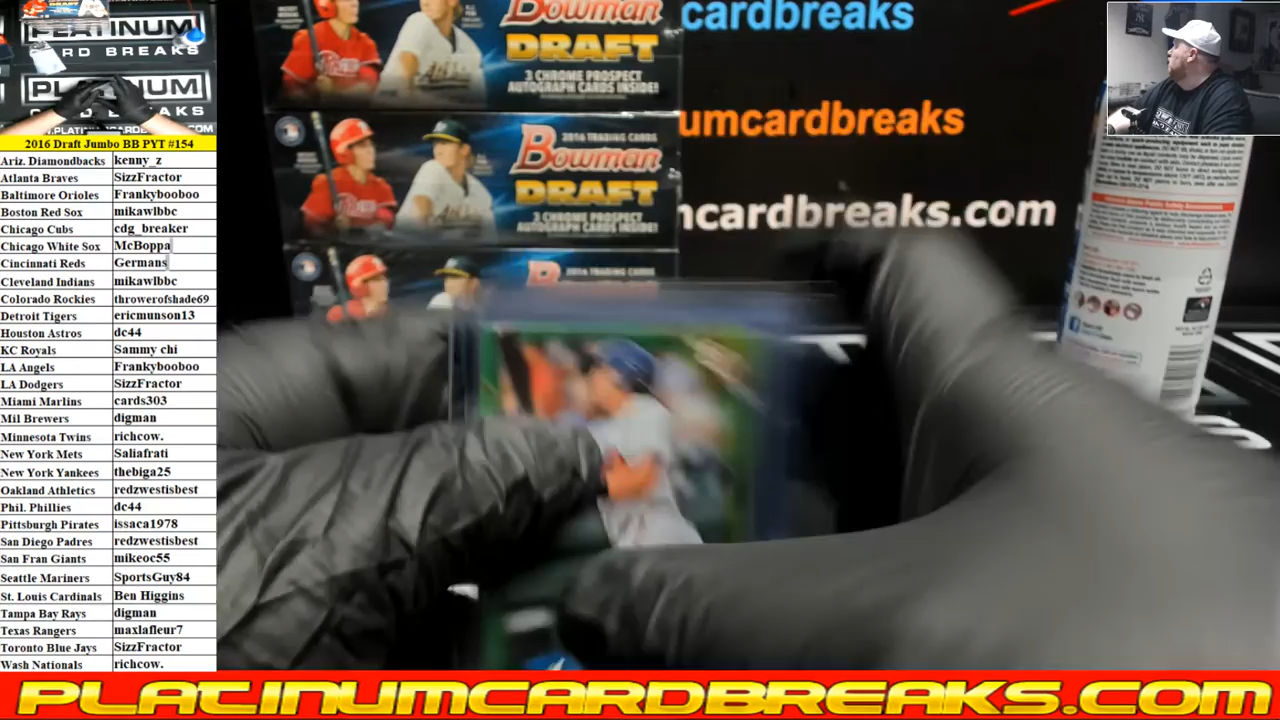 PLATINUM
CARD BREAKS
PLATINUM
CARD BREAKS
WWW.PLATINUMCARDBREAKS.COM
Bowman
DRAFT
3 CHROME PROSPECT
AUTOGRAPH CARDS INSIDE!
2016 TRADING CARDS
Bowman
DRAFT
3 CHROME PROSPECT
AUTOGRAPH CARDS INSIDE!
2016 TRADING CARDS
cardbreaks
umcardbreaks
ncardbreaks.com
2016 Draft Jumbo BB PYT #154
Ariz. Diamondbacks kenny_z
Atlanta Braves SizzFractor
Baltimore Orioles Frankybooboo
Boston Red Sox mikawlbbc
Chicago Cubs cdg_breaker
Chicago White Sox McBoppa
Cincinnati Reds Germans
Cleveland Indians mikawlbbc
Colorado Rockies throwerofshade69
Detroit Tigers ericmunson13
Houston Astros dc44
KC Royals Sammy chi
LA Angels Frankybooboo
LA Dodgers SizzFractor
Miami Marlins cards303
Mil Brewers digman
Minnesota Twins richcow.
New York Mets Saliafrati
New York Yankees thebiga25
Oakland Athletics redzwestisbest
Phil. Phillies dc44
Pittsburgh Pirates issaca1978
San Diego Padres redzwestisbest
San Fran Giants mikeoc55
Seattle Mariners SportsGuy84
St. Louis Cardinals Ben Higgins
Tampa Bay Rays digman
Texas Rangers maxlafleur7
Toronto Blue Jays SizzFractor
Wash Nationals richcow.
PLATINUMCARDBREAKS.COM